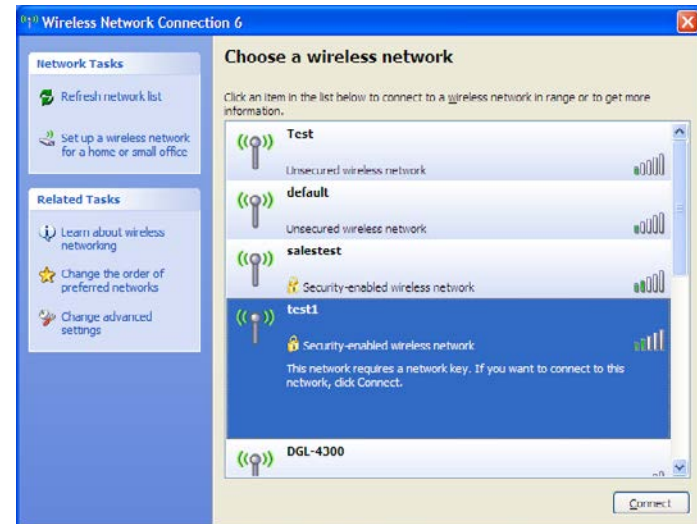 Wireless Network Connection 6
Network Tasks
Refresh network list
Set up a wireless network
for a home or small office
Related Tasks
Learn about wireless
networking
Change the order of
preferred networks
Change advanced
settings
Choose a wireless network
Click an item in the list below to connect to a wireless network in range or to get more
information.
Test
Unsecured wireless network
default
Unsecured wireless network
salestest
Security-enabled wireless network
test1
Security-enabled wireless network
This network requires a network key. If you want to connect to this
network, click Connect.
DGL-4300
Connect